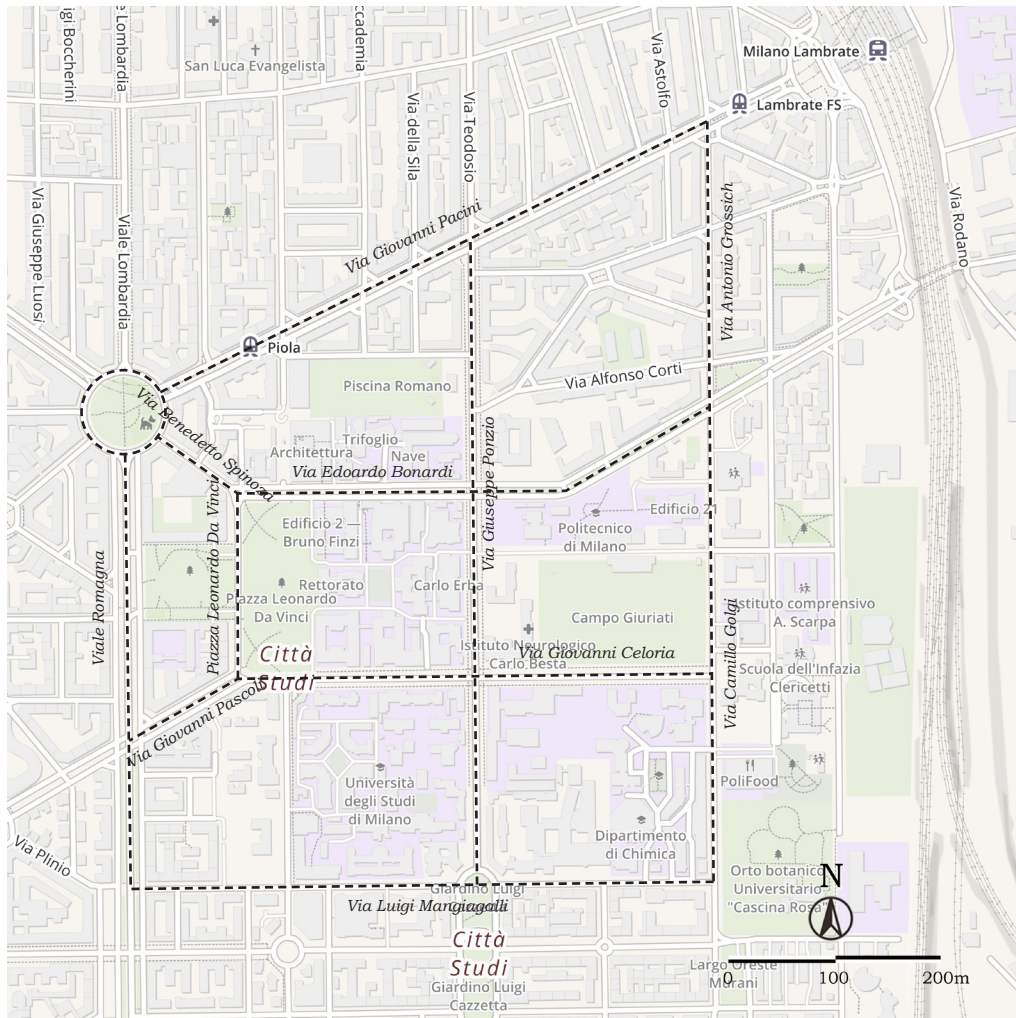 igi Boccherini
e Lombardia
ccademia
San Luca Evangelista
Via Astolfo
Milano Lambrate
Lambrate FS
Via della Sila
Via Teodosio
Via Giuseppe Luosi
Viale Lombardia
Via Giovanni Pacini
Via Antonio Grossich
Via Rodano
Piola
Via Alfonso Corti
Piscina Romano
Via Benedetto Spinoza
Trifoglio
Architettura
Nave
Via Edoardo Bonardi
Via Giuseppe Ponzio
Edificio 2 —
Bruno Finzi
Politecnico
di Milano
Edificio 21
Piazza Leonardo Da Vinci
Viale Romagna
Rettorato
Carlo Erba
Piazza Leonardo
Da Vinci
Campo Giuriati
Istituto comprensivo
A. Scarpa
Via Camillo Golgi
Istituto Neurologico
Carlo Besta
Via Giovanni Celoria
Città
Studi
Scuola dell'Infazia
Clericetti
Via Giovanni Pascoli
Università
degli Studi
di Milano
PoliFood
Dipartimento
di Chimica
Via Plinio
Orto botanico
Universitario
"Cascina Rosa"
N
Giardino Luigi
Via Luigi Mangiagalli
Città
Studi
Giardino Luigi
Cazzetta
Largo Oreste
Murani
0 100 200m